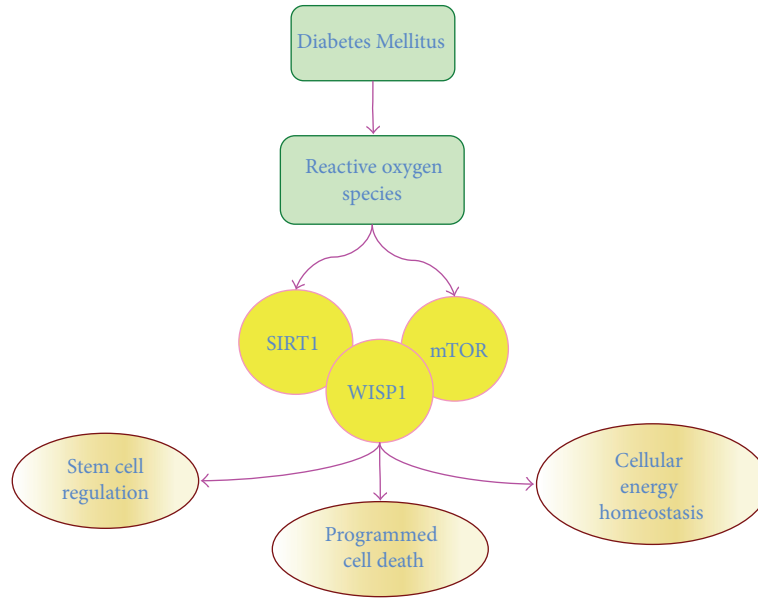 Diabetes Mellitus
Reactive oxygen
species
SIRT1
mTOR
WISP1
Stem cell
regulation
Programmed
cell death
Cellular
energy
homeostasis